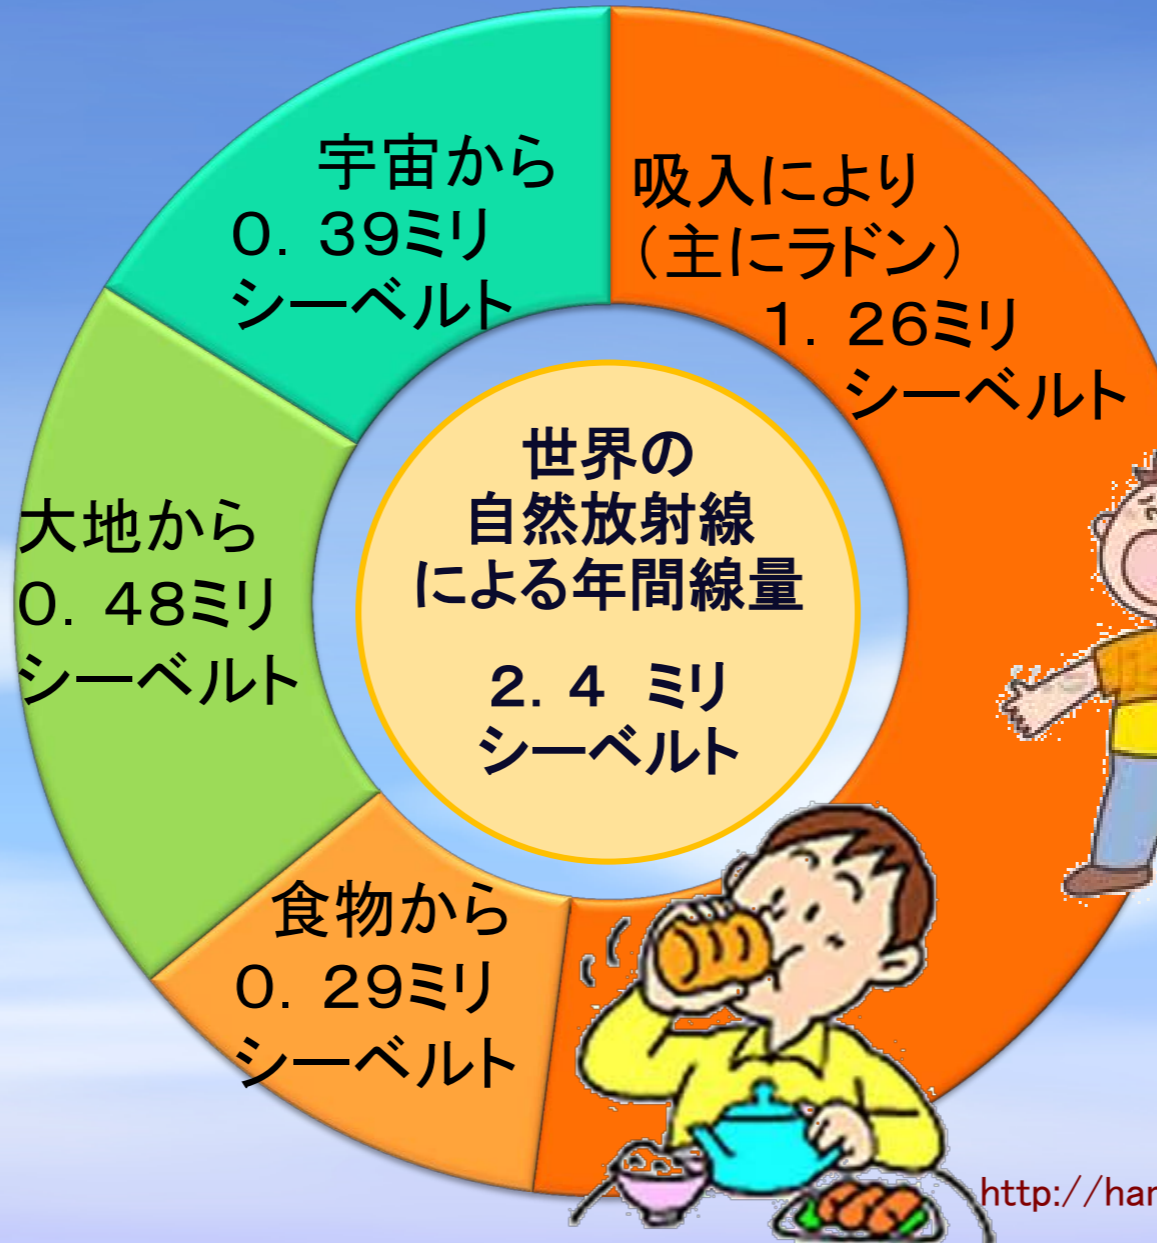 宇宙から
0.39ミリ
シーベルト
吸入により
(主にラドン)
1.26ミリ
シーベルト
世界の
自然放射線
による年間線量
2.4 ミリ
シーベルト
大地から
0.48ミリ
シーベルト
食物から
0.29ミリ
シーベルト
http://har